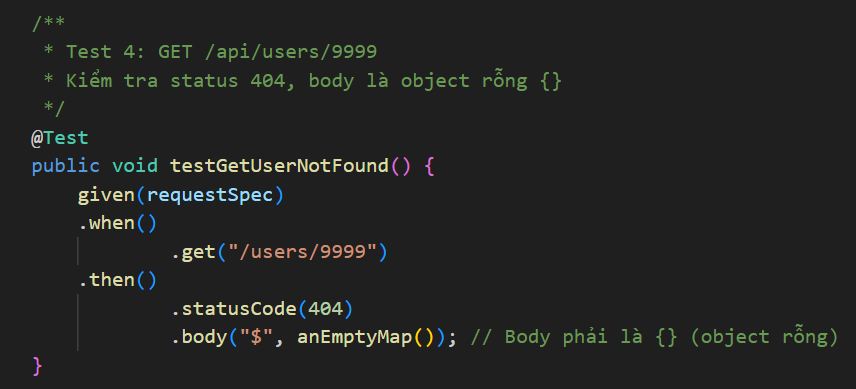 /**
 * Test 4: GET /api/users/9999
 * Kiểm tra status 404, body là object rỗng {}
 */
@Test
public void testGetUserNotFound() {
    given(requestSpec)
    .when()
            .get("/users/9999")
    .then()
            .statusCode(404)
            .body("$", anEmptyMap()); // Body phải là {} (object rỗng)
}